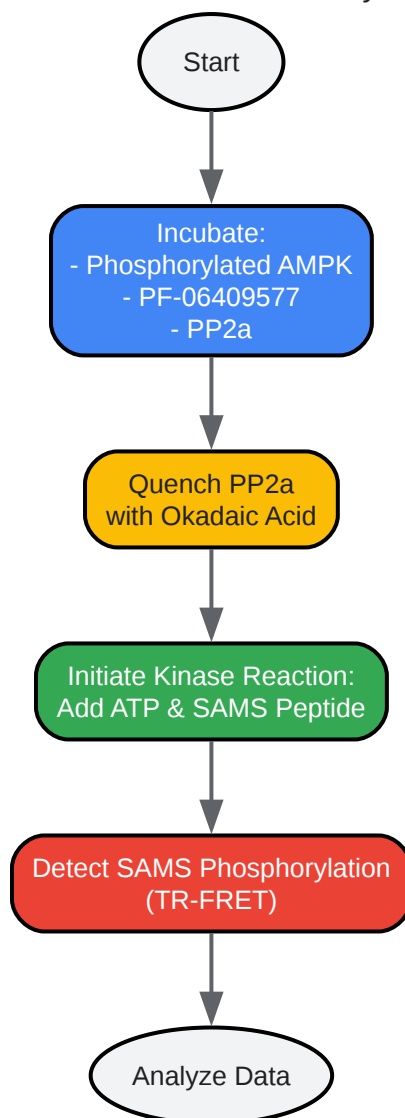 Start
Incubate:
- Phosphorylated AMPK
- PF-06409577
- PP2a
Quench PP2a
with Okadaic Acid
Initiate Kinase Reaction:
Add ATP & SAMS Peptide
Detect SAMS Phosphorylation
(TR-FRET)
Analyze Data